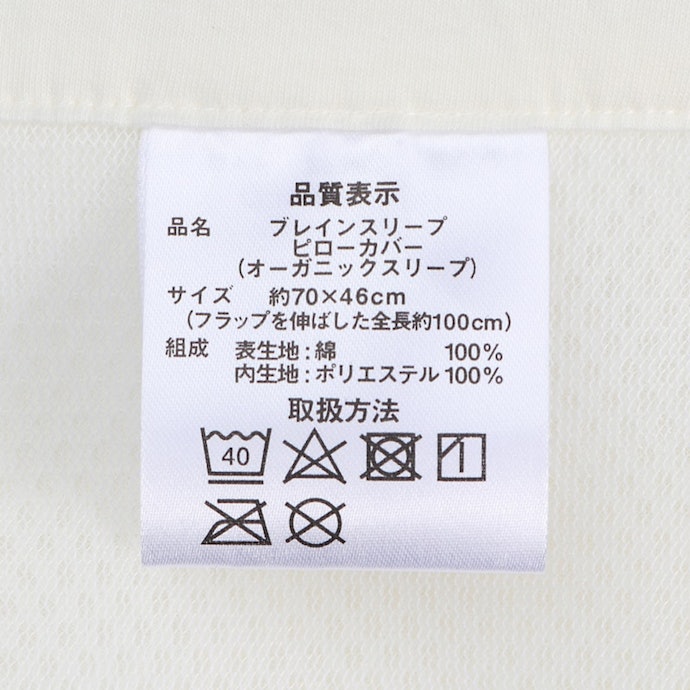 品質表示
品名 ブレインスリープ
ピローカバー
(オーガニックスリープ)
サイズ 約70×46cm
(フラップを伸ばした全長約100cm)
組成 表生地:綿 100%
内生地:ポリエステル100%
取扱方法
40